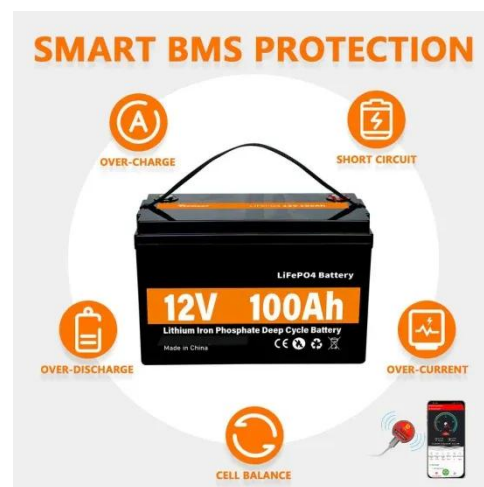 SMART BMS PROTECTION
A
OVER-CHARGE
SHORT CIRCUIT
LiFePO4 Battery
12V 100Ah
Lithium Iron Phosphate Deep Cycle Battery
Made in China
CE
OVER-DISCHARGE
OVER-CURRENT
CELL BALANCE